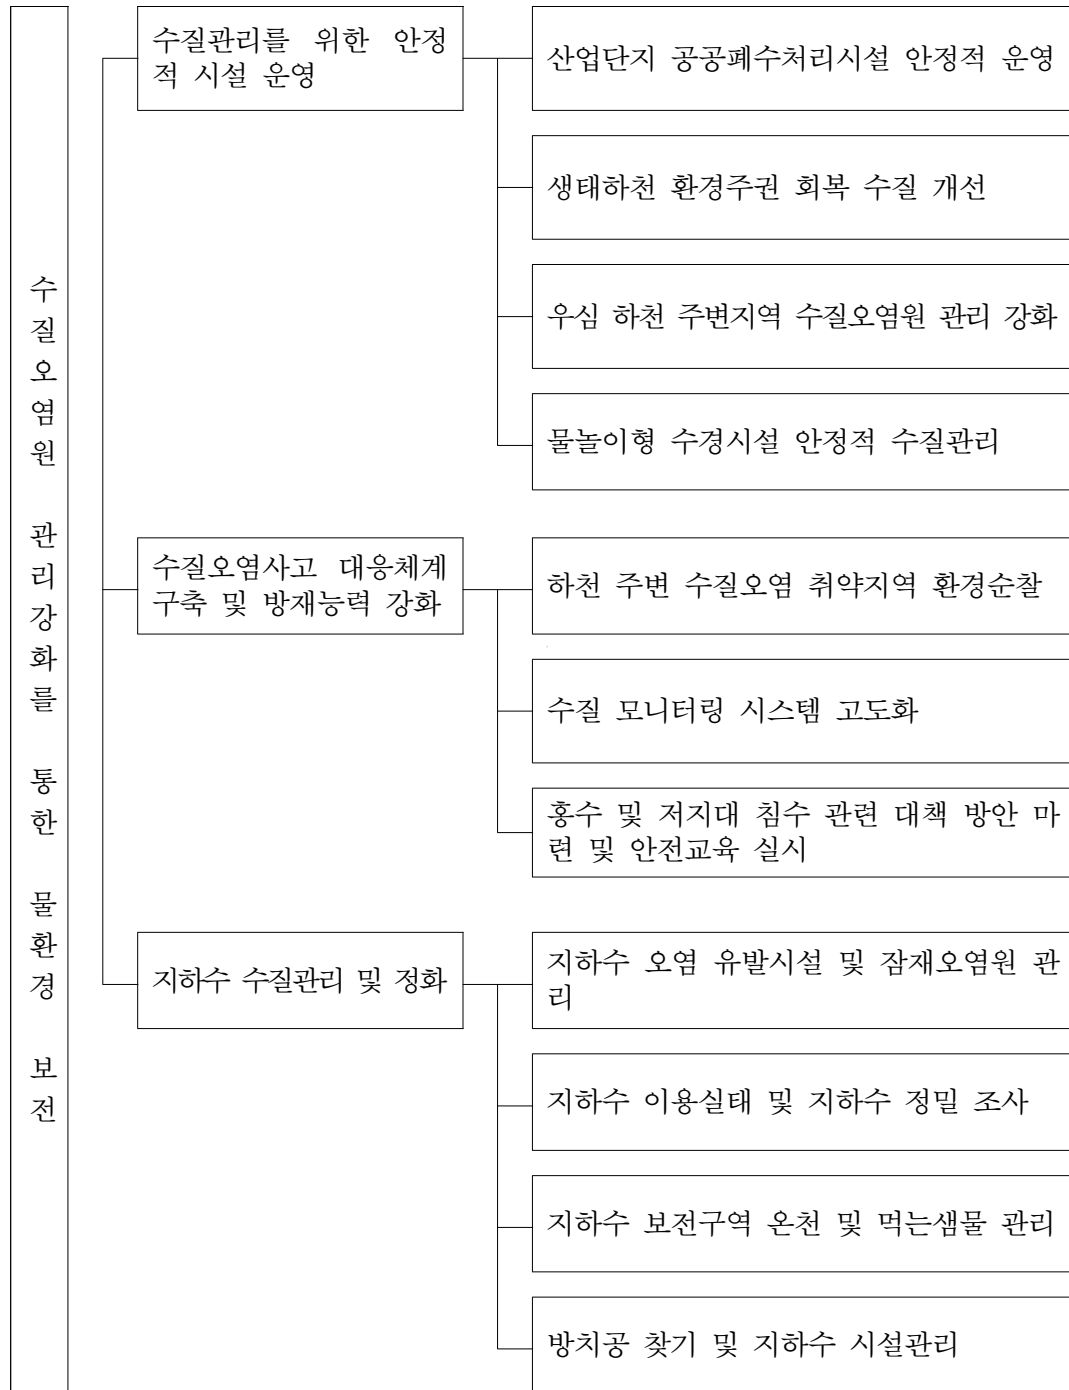 수질오염원 관리강화를 통한 물환경 보전
수질관리를 위한 안정
적 시설 운영
산업단지 공공폐수처리시설 안정적 운영
생태하천 환경주권 회복 수질 개선
우심 하천 주변지역 수질오염원 관리 강화
물놀이형 수경시설 안정적 수질관리
수질오염사고 대응체계
구축 및 방재능력 강화
하천 주변 수질오염 취약지역 환경순찰
수질 모니터링 시스템 고도화
홍수 및 저지대 침수 관련 대책 방안 마
련 및 안전교육 실시
지하수 수질관리 및 정화
지하수 오염 유발시설 및 잠재오염원 관
리
지하수 이용실태 및 지하수 정밀 조사
지하수 보전구역 온천 및 먹는샘물 관리
방치공 찾기 및 지하수 시설관리